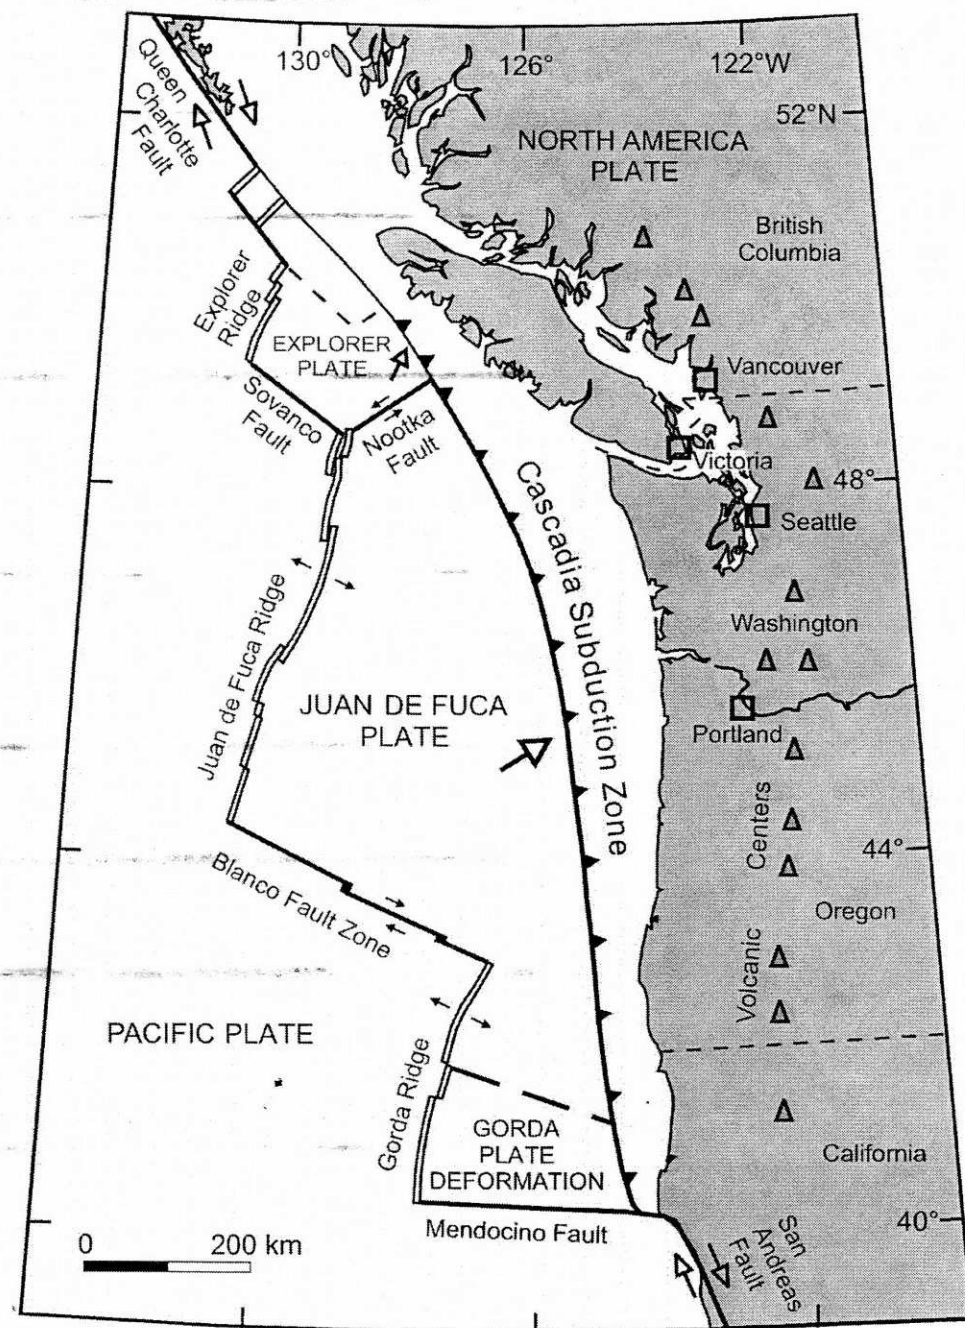 130°
126°
122°W
52°N
Queen
Charlotte
Fault
NORTH AMERICA
PLATE
British
Columbia
Explorer
Ridge
EXPLORER
PLATE
Vancouver
Sovanco
Fault
Nootka
Fault
Victoria
48°
Seattle
Cascadia Subduction Zone
Juan de Fuca Ridge
Washington
JUAN DE FUCA
PLATE
Portland
Volcanic Centers
44°
Blanco Fault Zone
Oregon
PACIFIC PLATE
Gorda Ridge
GORDA
PLATE
DEFORMATION
California
Mendocino Fault
San
Andreas
Fault
40°
0 200 km